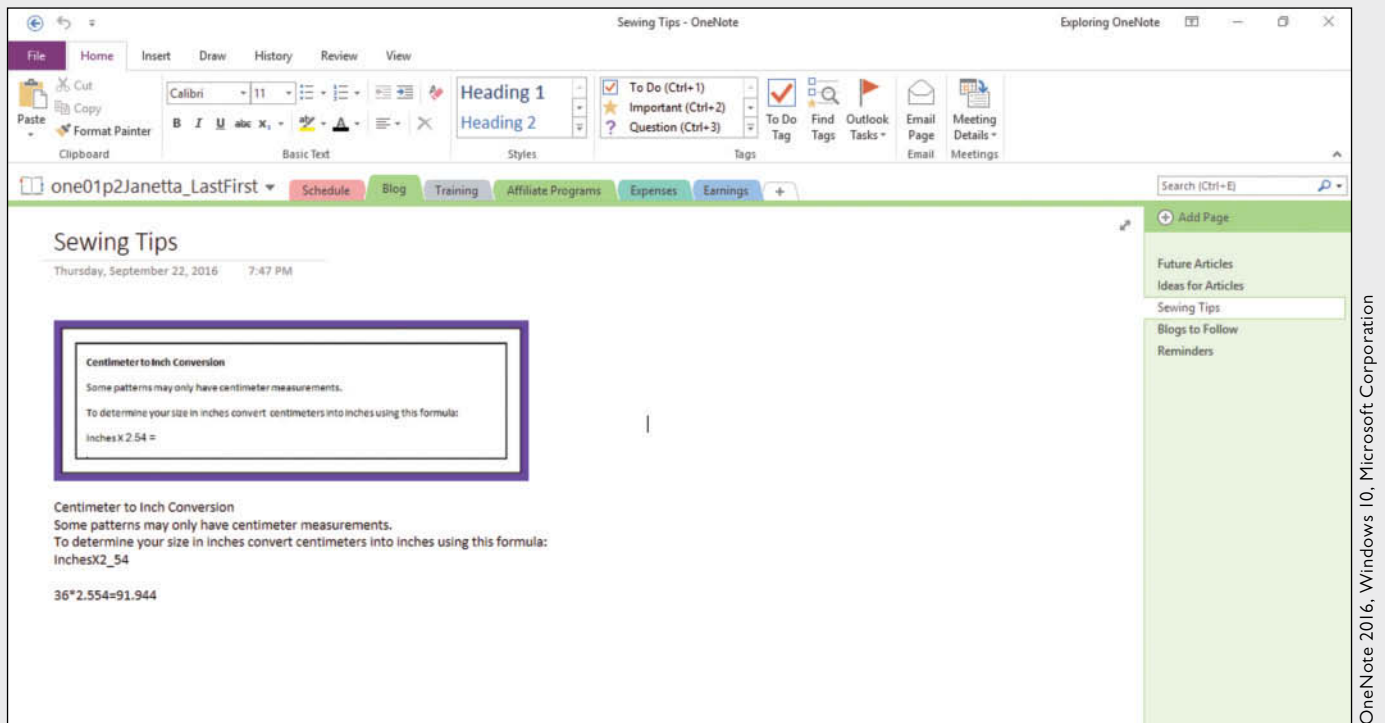 Sewing Tips - OneNote
Exploring OneNote
File Home Insert Draw History Review View
Cut
Copy
Format Painter
Paste
Clipboard
Calibri 11
B I U abc x,
A
Basic Text
Heading 1
Heading 2
Styles
To Do (Ctrl+1)
Important (Ctrl+2)
? Question (Ctrl+3)
To Do Tag
Find Tags
Outlook Tasks
Tags
Email Page
Email
Meeting Details
Meetings
one01p2Janetta_LastFirst Schedule Blog Training Affiliate Programs Expenses Earnings +
Search (Ctrl+E)
Add Page
Future Articles
Ideas for Articles
Sewing Tips
Blogs to Follow
Reminders
Sewing Tips
Thursday, September 22, 2016 7:47 PM
Centimeter to Inch Conversion
Some patterns may only have centimeter measurements.
To determine your size in inches convert centimeters into inches using this formula:
Inches X 2.54 =
Centimeter to Inch Conversion
Some patterns may only have centimeter measurements.
To determine your size in inches convert centimeters into inches using this formula:
InchesX2_54
36*2.554=91.944
OneNote 2016, Windows 10, Microsoft Corporation